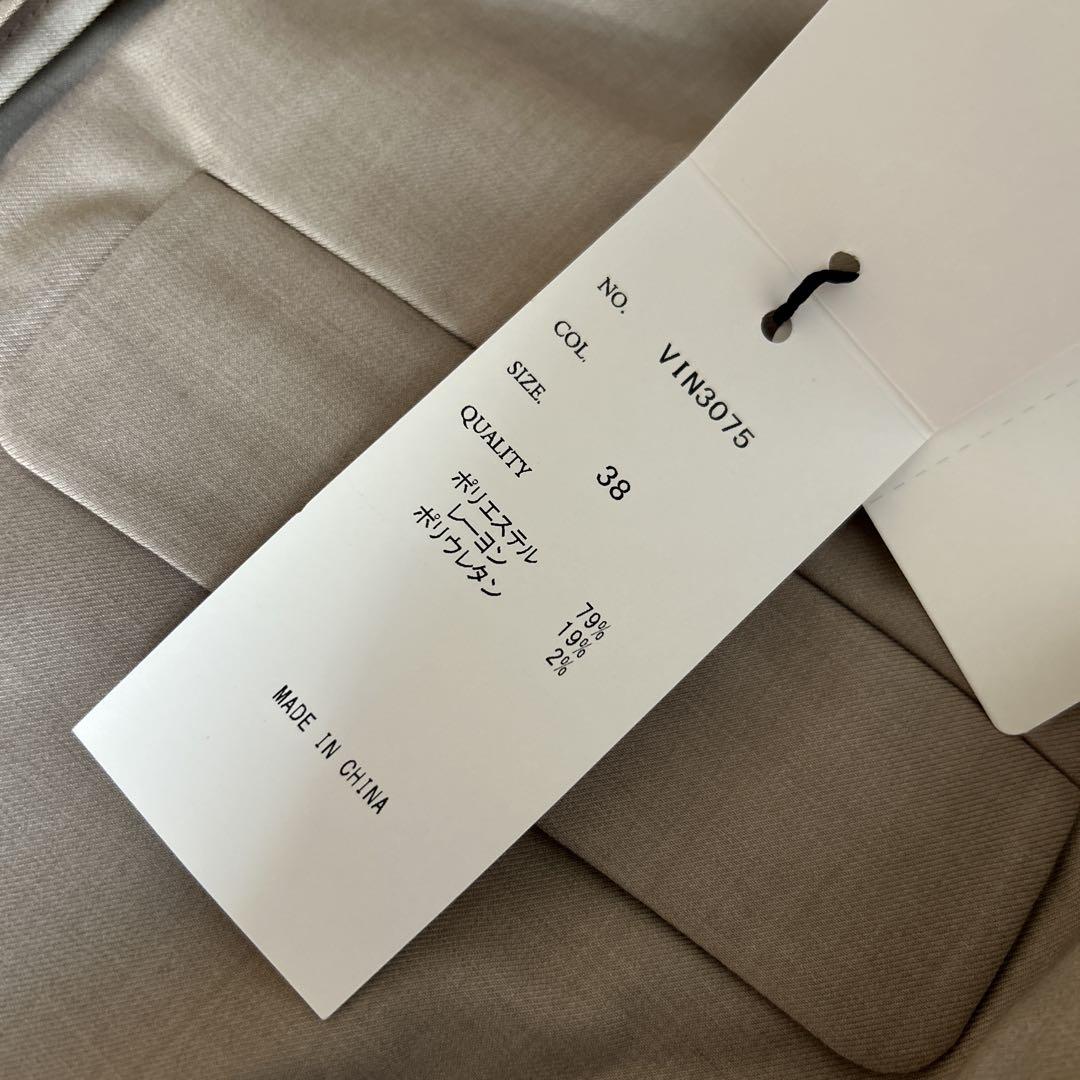 NO. VIN3075
COL.
SIZE. 38
QUALITY
ポリエステル 79%
レーヨン 19%
ポリウレタン 2%
MADE IN CHINA